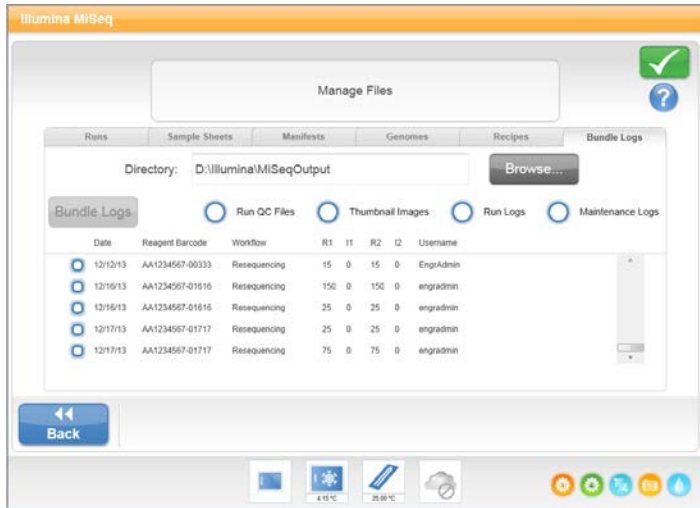 Illumina MiSeq
Manage Files
Runs Sample Sheets Manifests Genomes Recipes Bundle Logs
Directory: D:\Illumina\MiSeqOutput Browse...
Bundle Logs Run QC Files Thumbnail Images Run Logs Maintenance Logs
Date Reagent Barcode Workflow R1 I1 R2 I2 Username
12/12/13 AA1234567-00333 Resequencing 15 0 15 0 EngrAdmin
12/16/13 AA1234567-01616 Resequencing 150 0 150 0 engradmin
12/16/13 AA1234567-01616 Resequencing 25 0 25 0 engradmin
12/17/13 AA1234567-01717 Resequencing 25 0 25 0 engradmin
12/17/13 AA1234567-01717 Resequencing 75 0 75 0 engradmin
Back
4.15 °C 25.00 °C